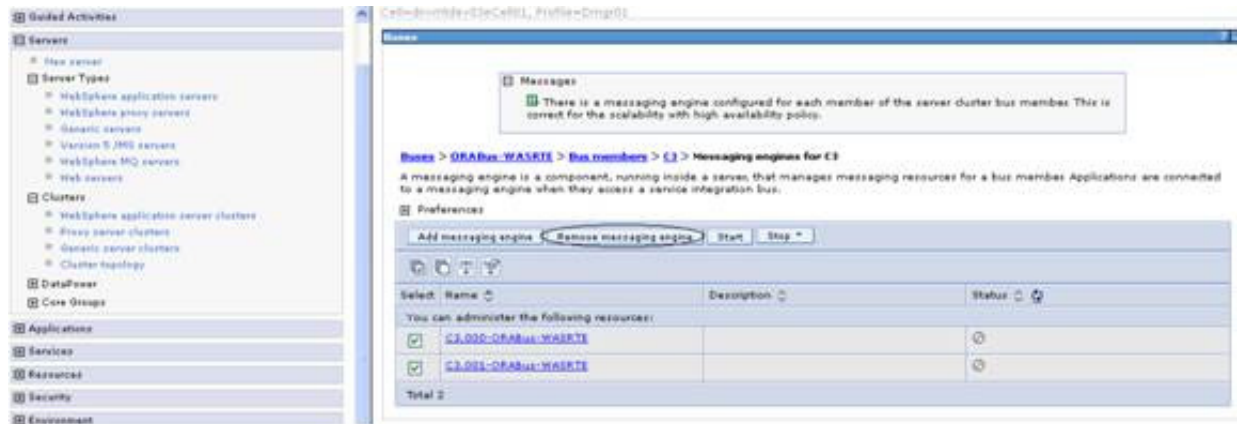 Guided Activities
Servers
New server
Server Types
WebSphere application servers
WebSphere proxy servers
Generic servers
Version 5 JMS servers
WebSphere MQ servers
Web servers
Clusters
WebSphere application server clusters
Proxy server clusters
Generic server clusters
Cluster topology
DataPower
Core Groups
Applications
Services
Resources
Security
Environment
Profile=Dmgr01
Buses
?
Messages
There is a messaging engine configured for each member of the server cluster bus member. This is
correct for the scalability with high availability policy.
Buses > ORABus-WASRTE > Bus members > C3 > Messaging engines for C3
A messaging engine is a component, running inside a server, that manages messaging resources for a bus member. Applications are connected
to a messaging engine when they access a service integration bus.
Preferences
Add messaging engine Remove messaging engine Start Stop
Select Name Description Status
You can administer the following resources:
C3.000-ORABus-WASRTE
C3.001-ORABus-WASRTE
Total 2